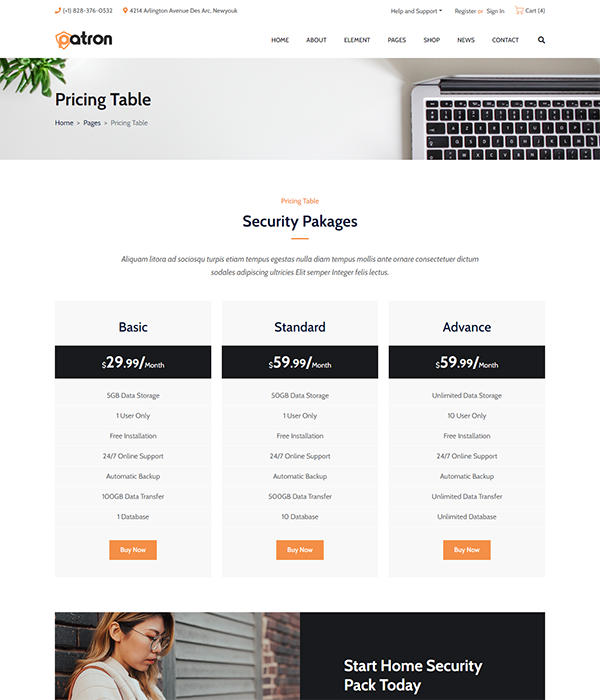 (+1) 828-376-0532 4214 Arlington Avenue Des Arc, Newyouk Help and Support Register or Sign In Cart (4)
patron HOME ABOUT ELEMENT PAGES SHOP NEWS CONTACT
Pricing Table
Home > Pages > Pricing Table
Pricing Table
Security Pakages
Aliquam litora ad sociosqu turpis etiam tempus egestas nulla diam tempus mollis ante ornare consectetuer dictum
sodales adipiscing ultricies Elit semper Integer felis lectus.
Basic
$29.99/Month
5GB Data Storage
1 User Only
Free Installation
24/7 Online Support
Automatic Backup
100GB Data Transfer
1 Database
Buy Now
Standard
$59.99/Month
50GB Data Storage
1 User Only
Free Installation
24/7 Online Support
Automatic Backup
500GB Data Transfer
10 Database
Buy Now
Advance
$59.99/Month
Unlimited Data Storage
10 User Only
Free Installation
24/7 Online Support
Automatic Backup
Unlimited Data Transfer
Unlimited Database
Buy Now
Start Home Security
Pack Today